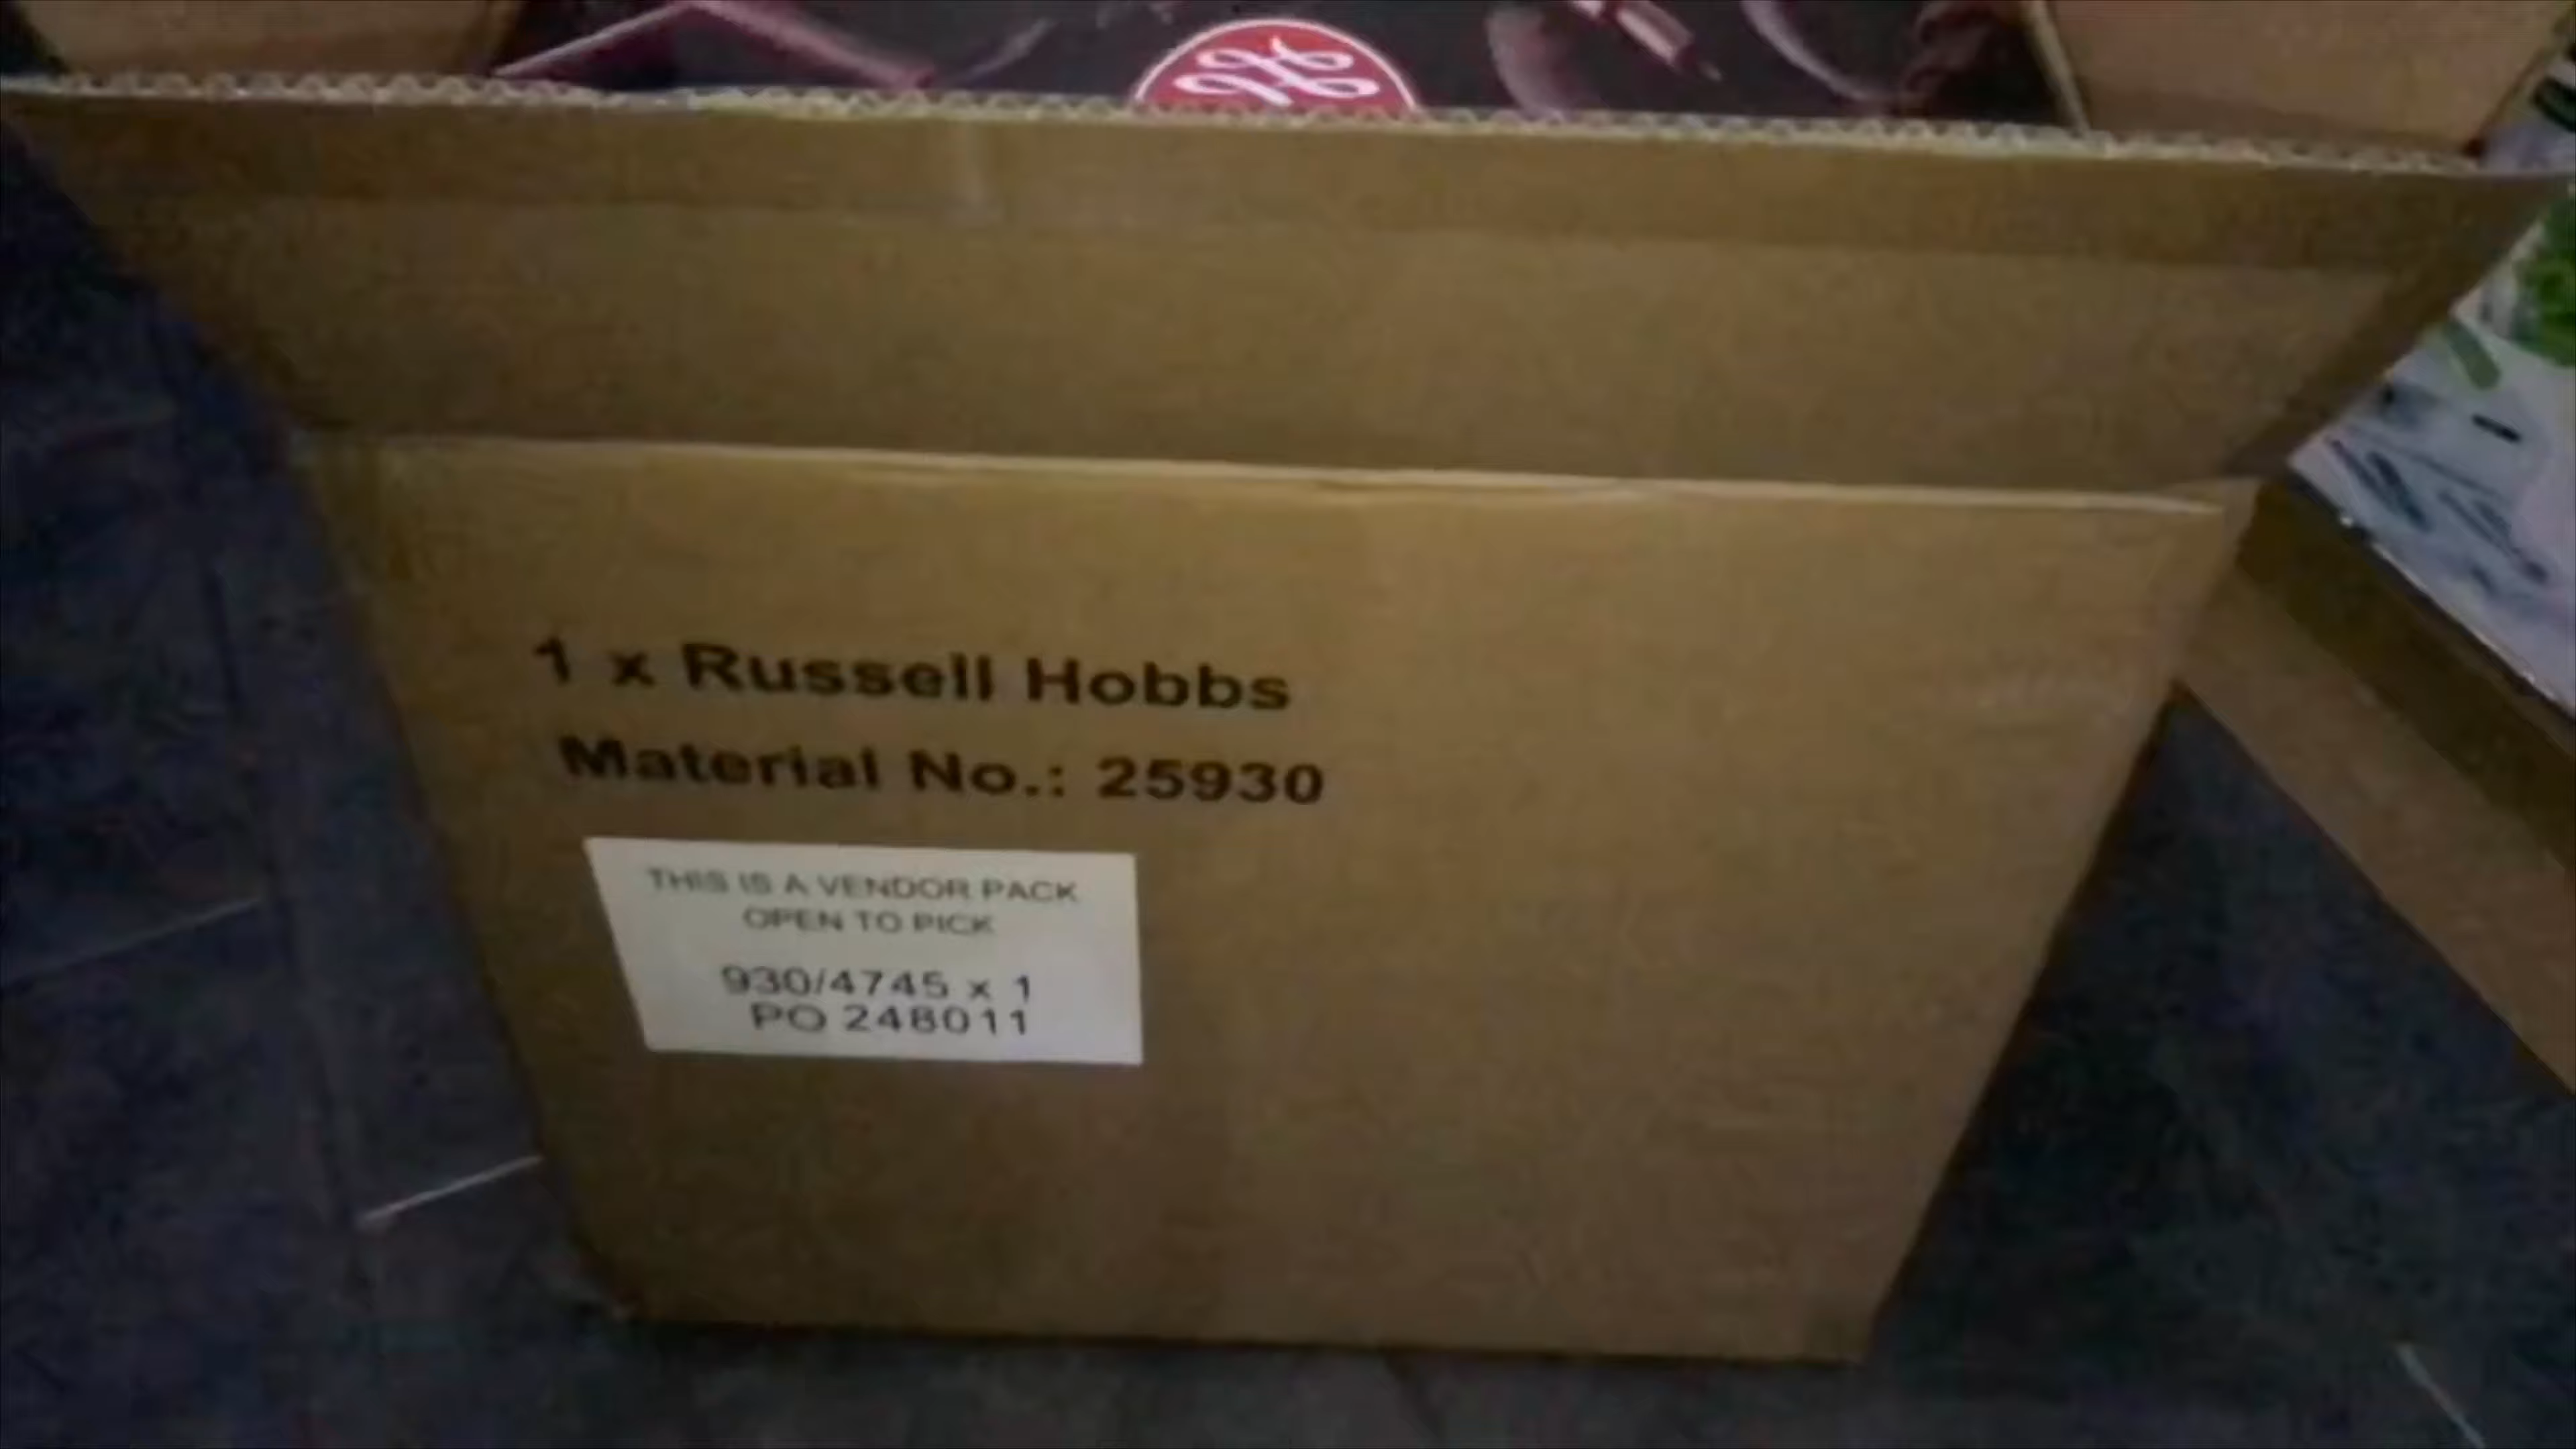 1 x Russell Hobbs
Material No.: 25930
THIS IS A VENDOR PACK
OPEN TO PICK
930/4745 x 1
PO 248011